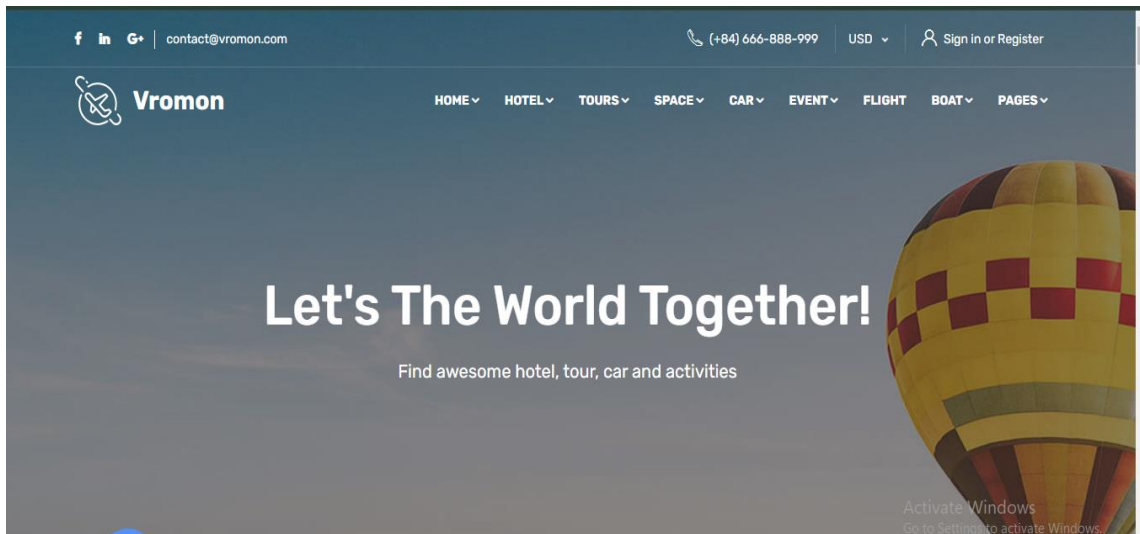 f in G+ contact@vromon.com (+84) 666-888-999 USD Sign in or Register
Vromon HOME HOTEL TOURS SPACE CAR EVENT FLIGHT BOAT PAGES
Let's The World Together!
Find awesome hotel, tour, car and activities
Activate Windows
Go to Settings to activate Windows.